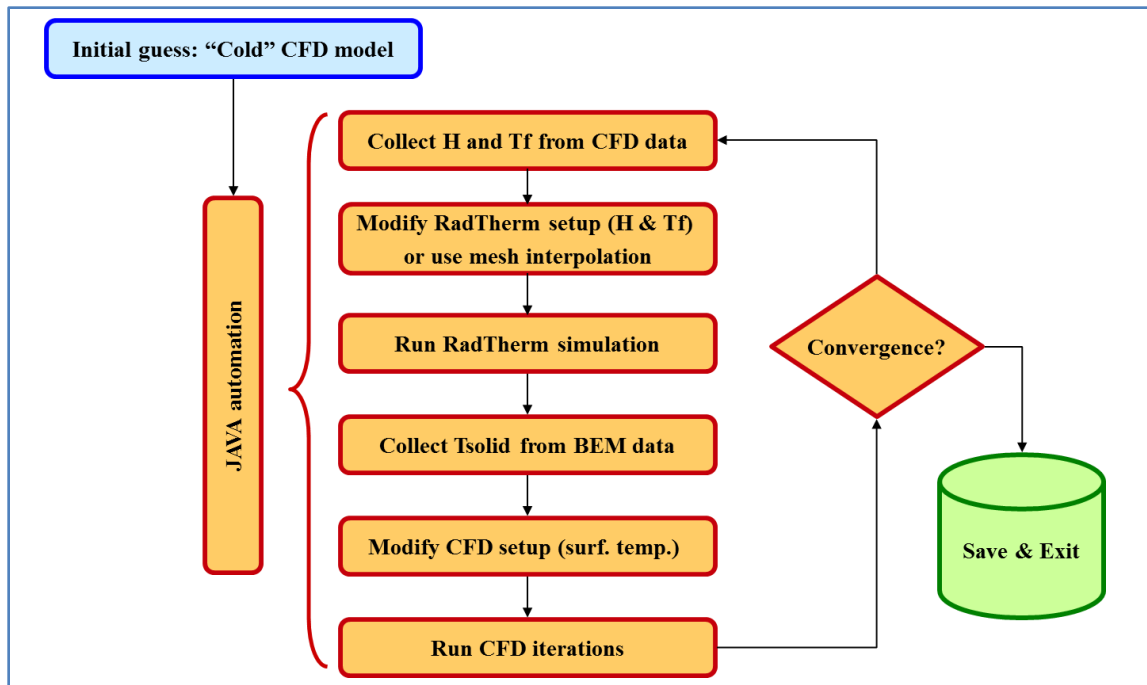 Initial guess: “Cold” CFD model
JAVA automation
Collect H and Tf from CFD data
Modify RadTherm setup (H & Tf)
or use mesh interpolation
Run RadTherm simulation
Collect Tsolid from BEM data
Modify CFD setup (surf. temp.)
Run CFD iterations
Convergence?
Save & Exit